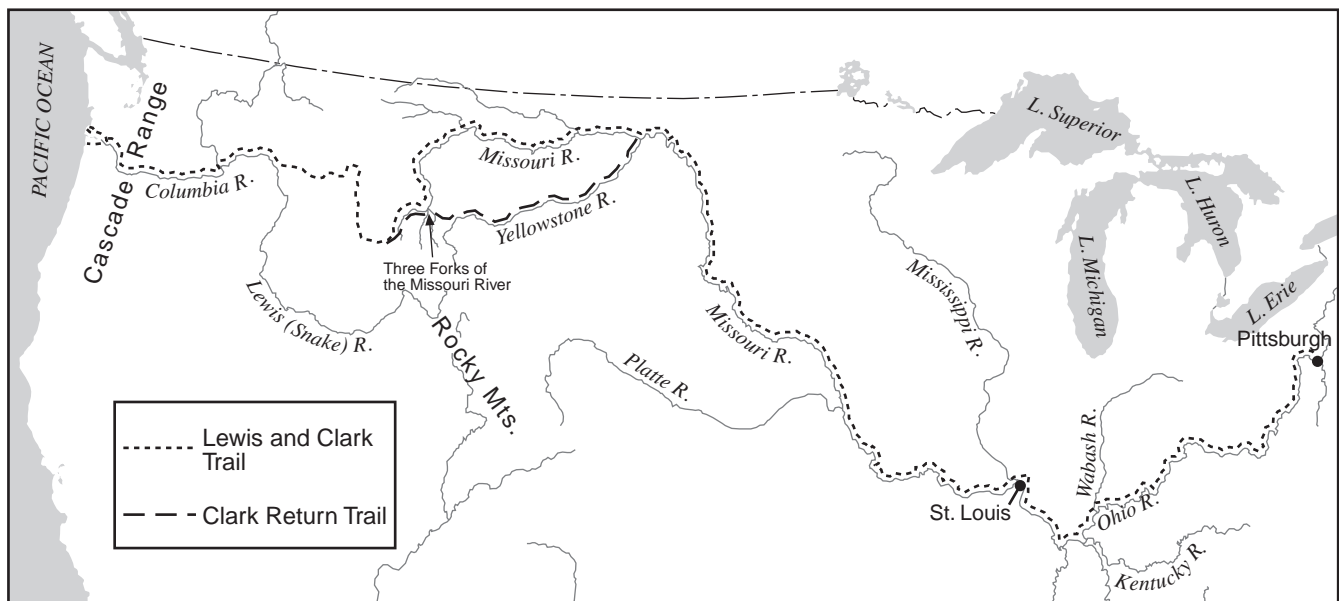 PACIFIC OCEAN
Cascade Range
Columbia R.
Lewis (Snake) R.
Missouri R.
Yellowstone R.
Three Forks of
the Missouri River
Rocky Mts.
Platte R.
Missouri R.
Mississippi R.
L. Superior
L. Michigan
L. Huron
L. Erie
Pittsburgh
Wabash R.
Ohio R.
Kentucky R.
St. Louis
Lewis and Clark
Trail
Clark Return Trail